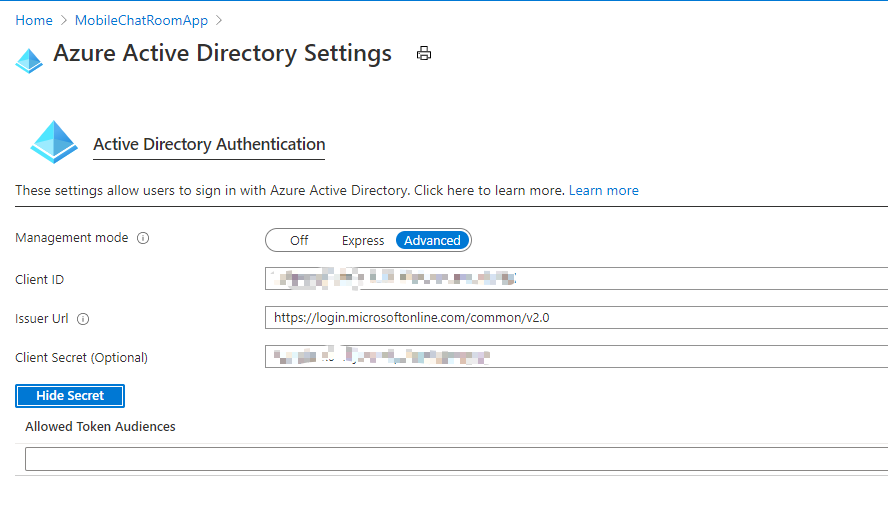 Home > MobileChatRoomApp >
Azure Active Directory Settings
Active Directory Authentication
These settings allow users to sign in with Azure Active Directory. Click here to learn more. Learn more
Management mode Off Express Advanced
Client ID
Issuer Url https://login.microsoftonline.com/common/v2.0
Client Secret (Optional)
Hide Secret
Allowed Token Audiences